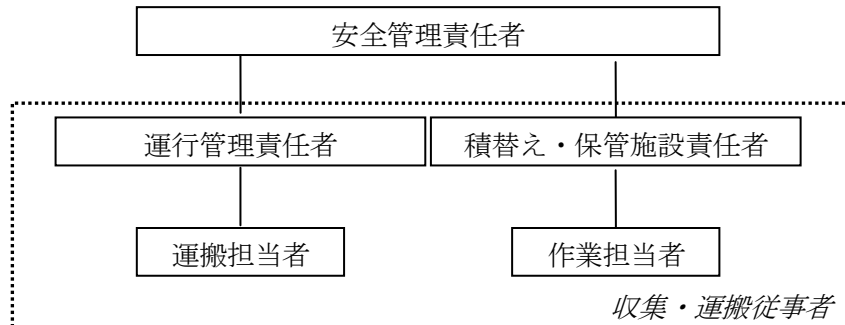 安全管理責任者
運行管理責任者
積替え・保管施設責任者
運搬担当者
作業担当者
収集・運搬従事者